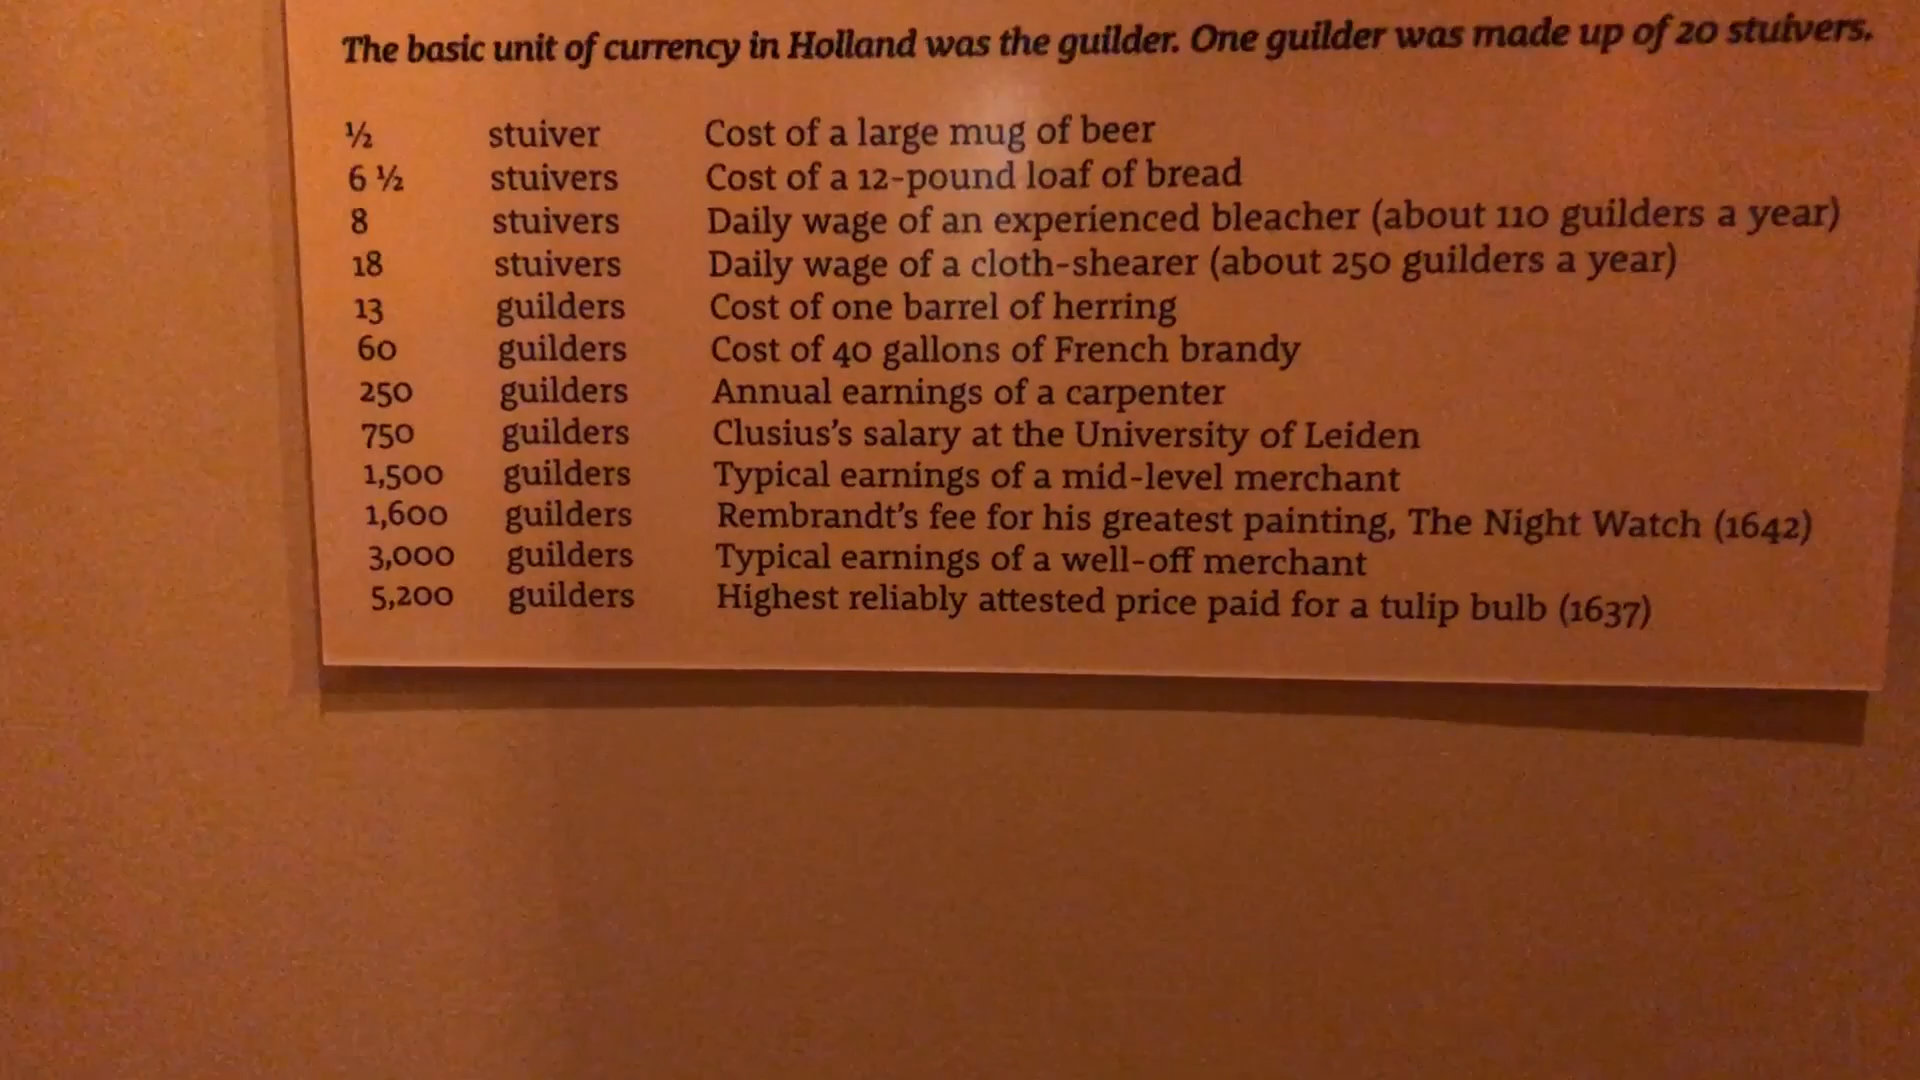 The basic unit of currency in Holland was the guilder. One guilder was made up of 20 stuivers.
½ stuiver Cost of a large mug of beer
6 ½ stuivers Cost of a 12-pound loaf of bread
8 stuivers Daily wage of an experienced bleacher (about 110 guilders a year)
18 stuivers Daily wage of a cloth-shearer (about 250 guilders a year)
13 guilders Cost of one barrel of herring
60 guilders Cost of 40 gallons of French brandy
250 guilders Annual earnings of a carpenter
750 guilders Clusius's salary at the University of Leiden
1,500 guilders Typical earnings of a mid-level merchant
1,600 guilders Rembrandt's fee for his greatest painting, The Night Watch (1642)
3,000 guilders Typical earnings of a well-off merchant
5,200 guilders Highest reliably attested price paid for a tulip bulb (1637)